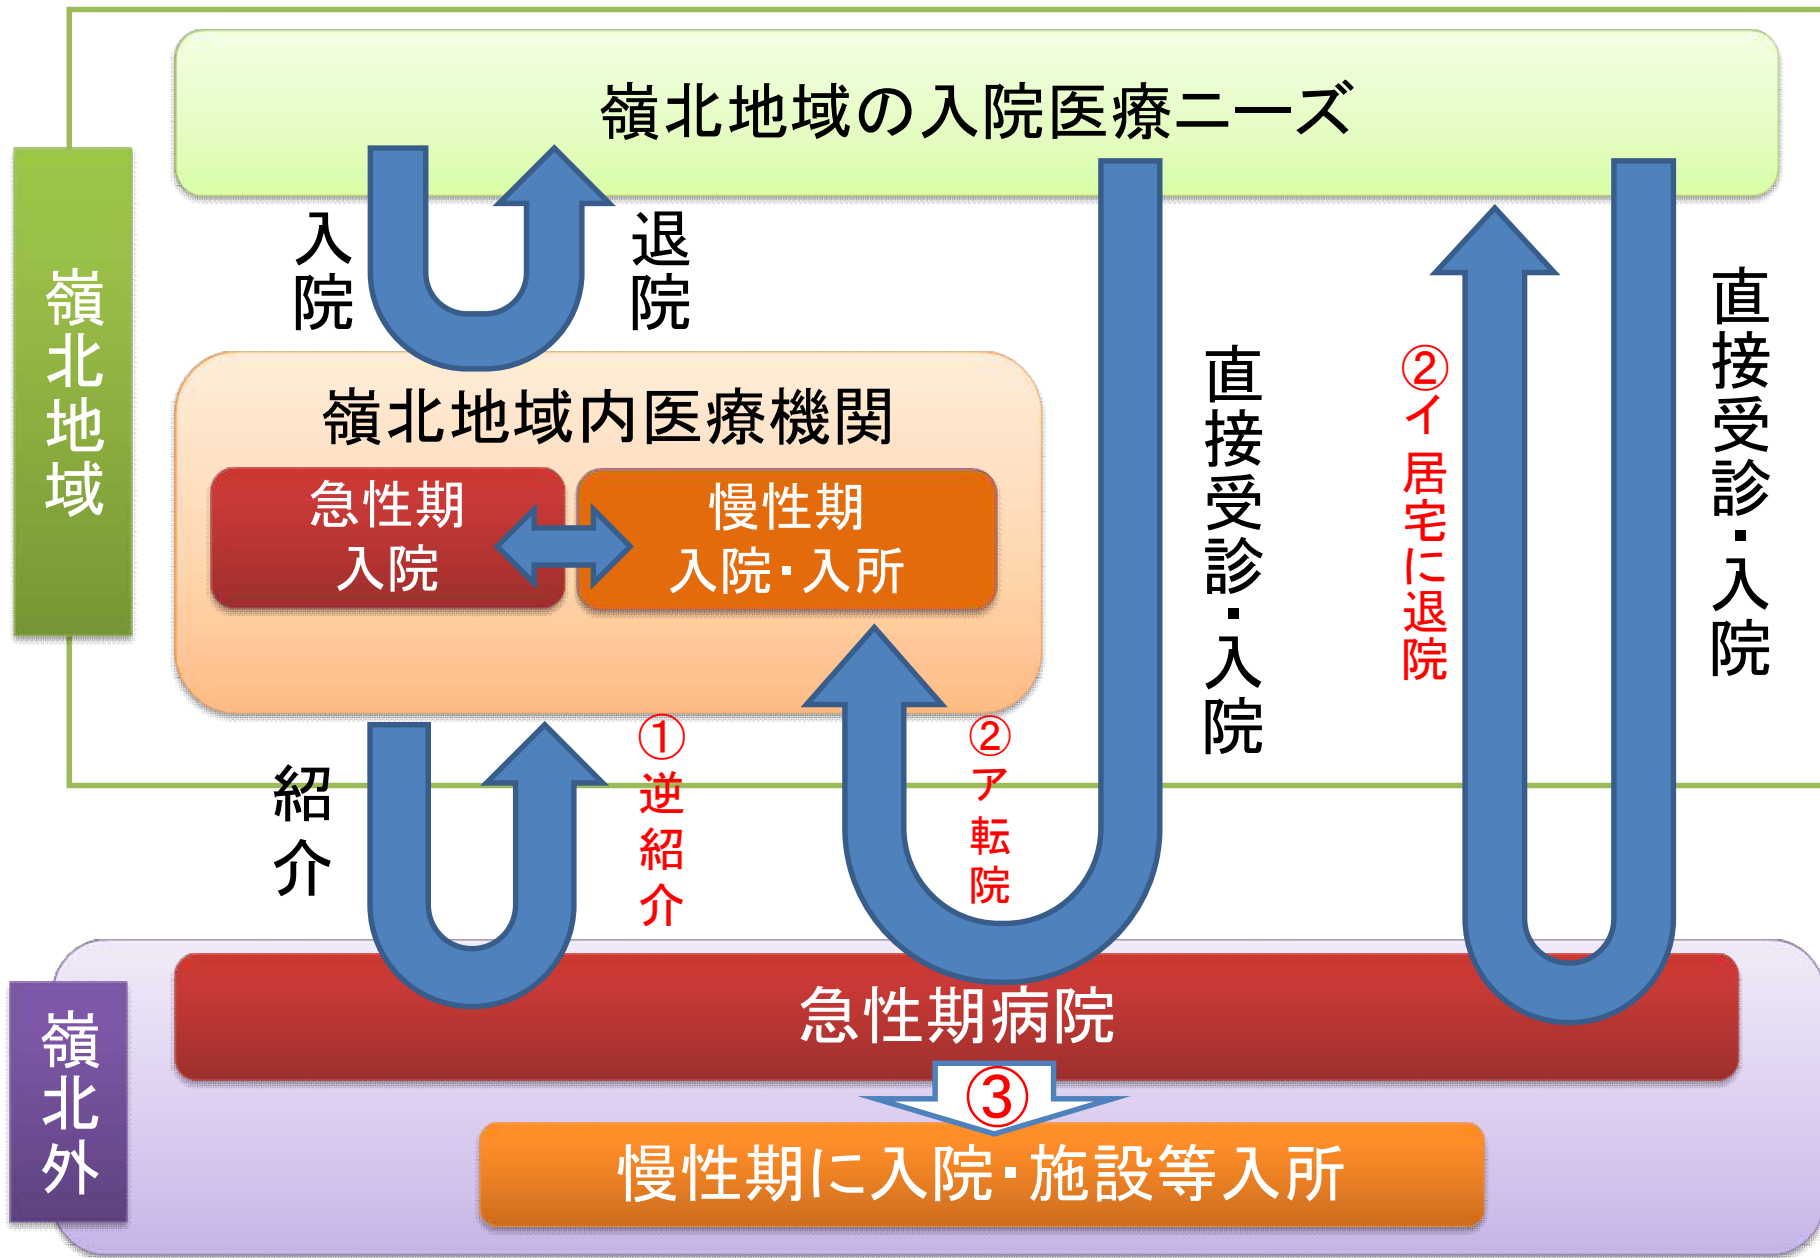 嶺北地域の入院医療ニーズ
嶺北地域
入院
退院
直接受診・入院
②イ 居宅に退院
直接受診・入院
嶺北地域内医療機関
急性期
入院
慢性期
入院・入所
紹介
①逆紹介
②ア 転院
嶺北外
急性期病院
③
慢性期に入院・施設等入所